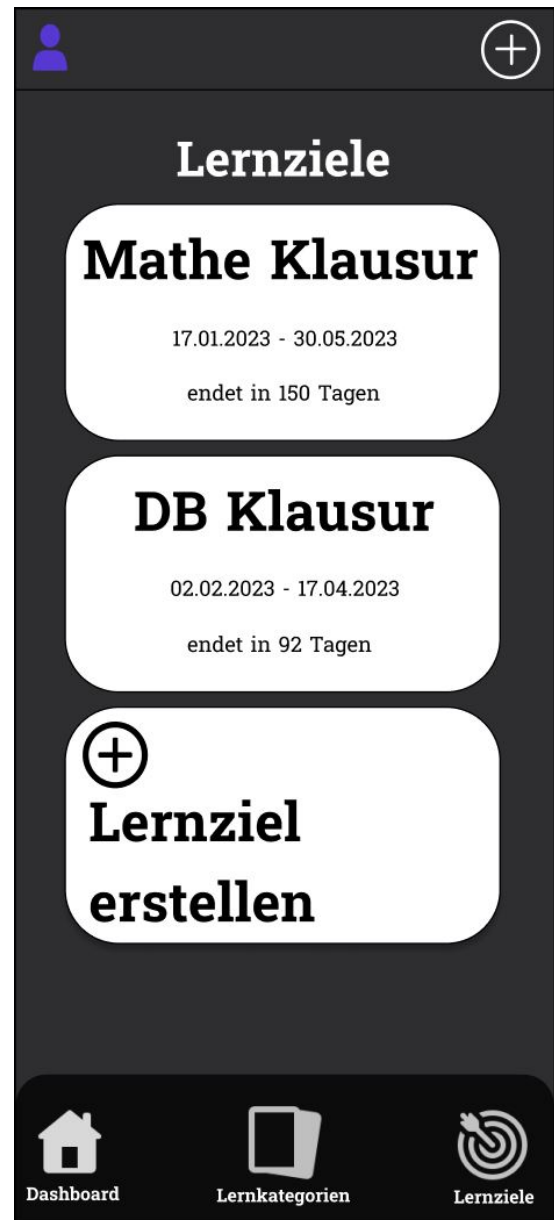 Lernziele
Mathe Klausur
17.01.2023 - 30.05.2023
endet in 150 Tagen
DB Klausur
02.02.2023 - 17.04.2023
endet in 92 Tagen
Lernziel
erstellen
Dashboard
Lernkategorien
Lernziele